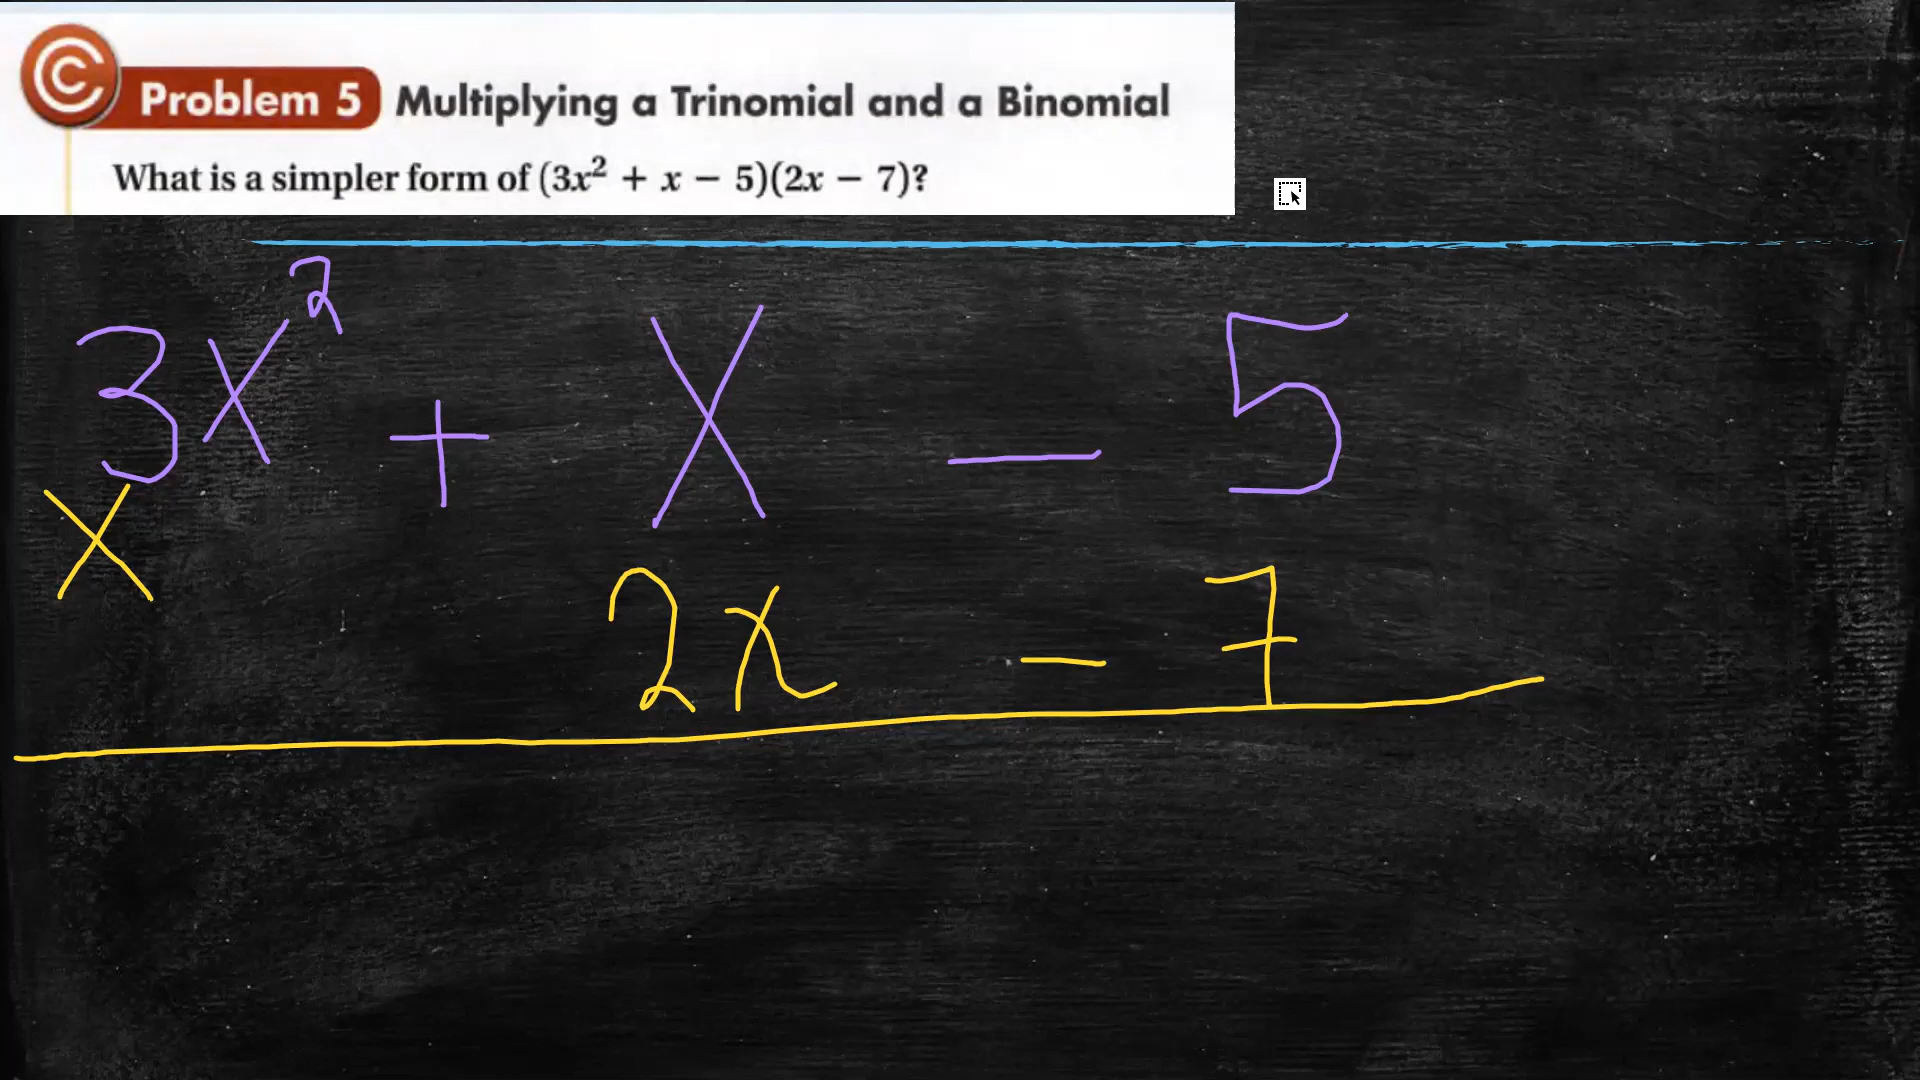 Problem 5 Multiplying a Trinomial and a Binomial
What is a simpler form of (3x² + x − 5)(2x − 7)?
3x² + x − 5
x 2x − 7